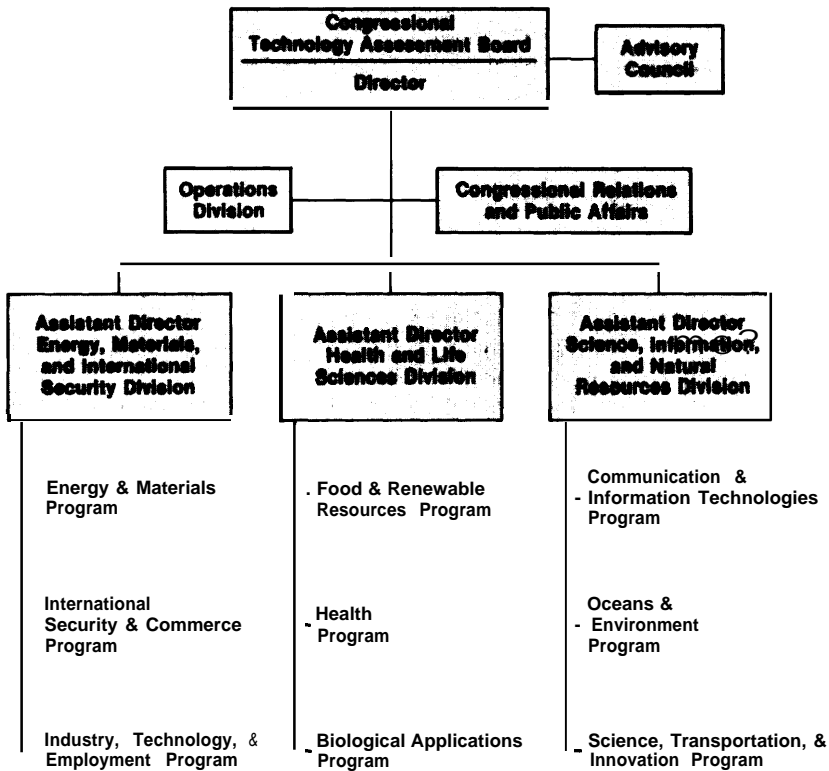 Congressional
Technology Assessment Board
Director
Advisory
Council
Operations
Division
Congressional Relations
and Public Affairs
Assistant Director
Energy, Materials,
and International
Security Division
Assistant Director
Health and Life
Sciences Division
Assistant Director
Science, Information,
and Natural
Resources Division
Energy & Materials
Program
International
Security & Commerce
Program
Industry, Technology, &
Employment Program
. Food & Renewable
Resources Program
- Health
Program
- Biological Applications
Program
Communication &
- Information Technologies
Program
Oceans &
- Environment
Program
- Science, Transportation, &
Innovation Program